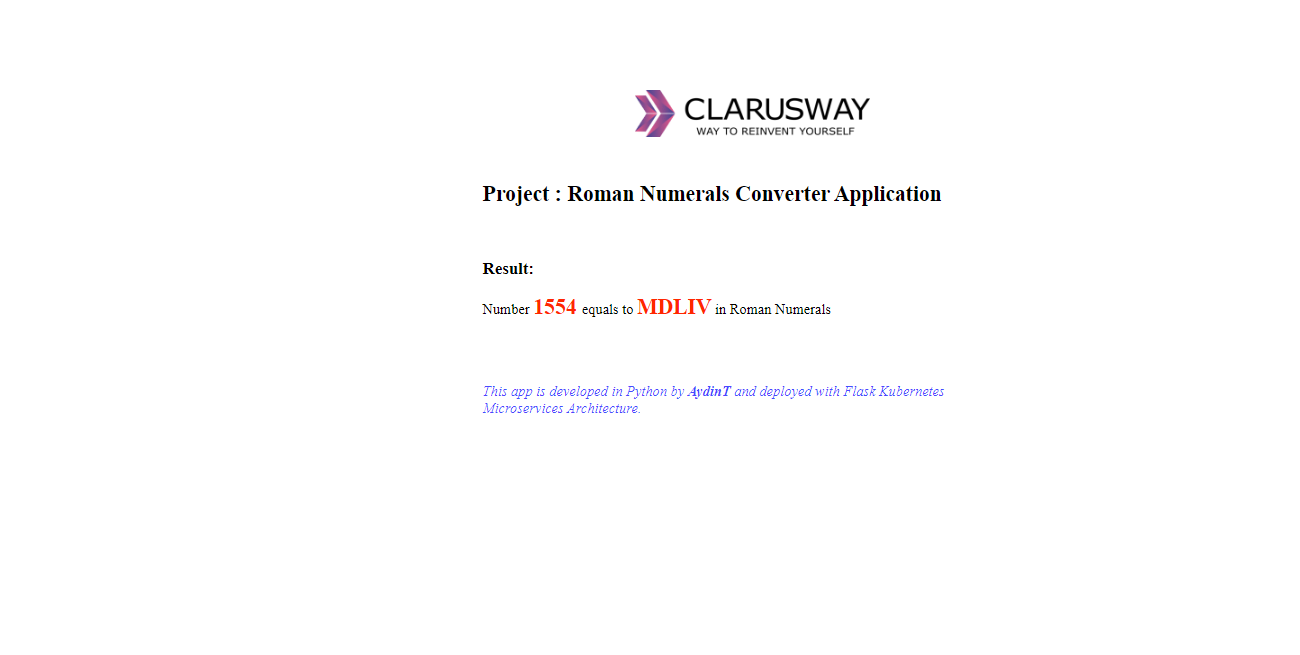 CLARUSWAY
WAY TO REINVENT YOURSELF
Project : Roman Numerals Converter Application
Result:
Number 1554 equals to MDLIV in Roman Numerals
This app is developed in Python by AydinT and deployed with Flask Kubernetes
Microservices Architecture.